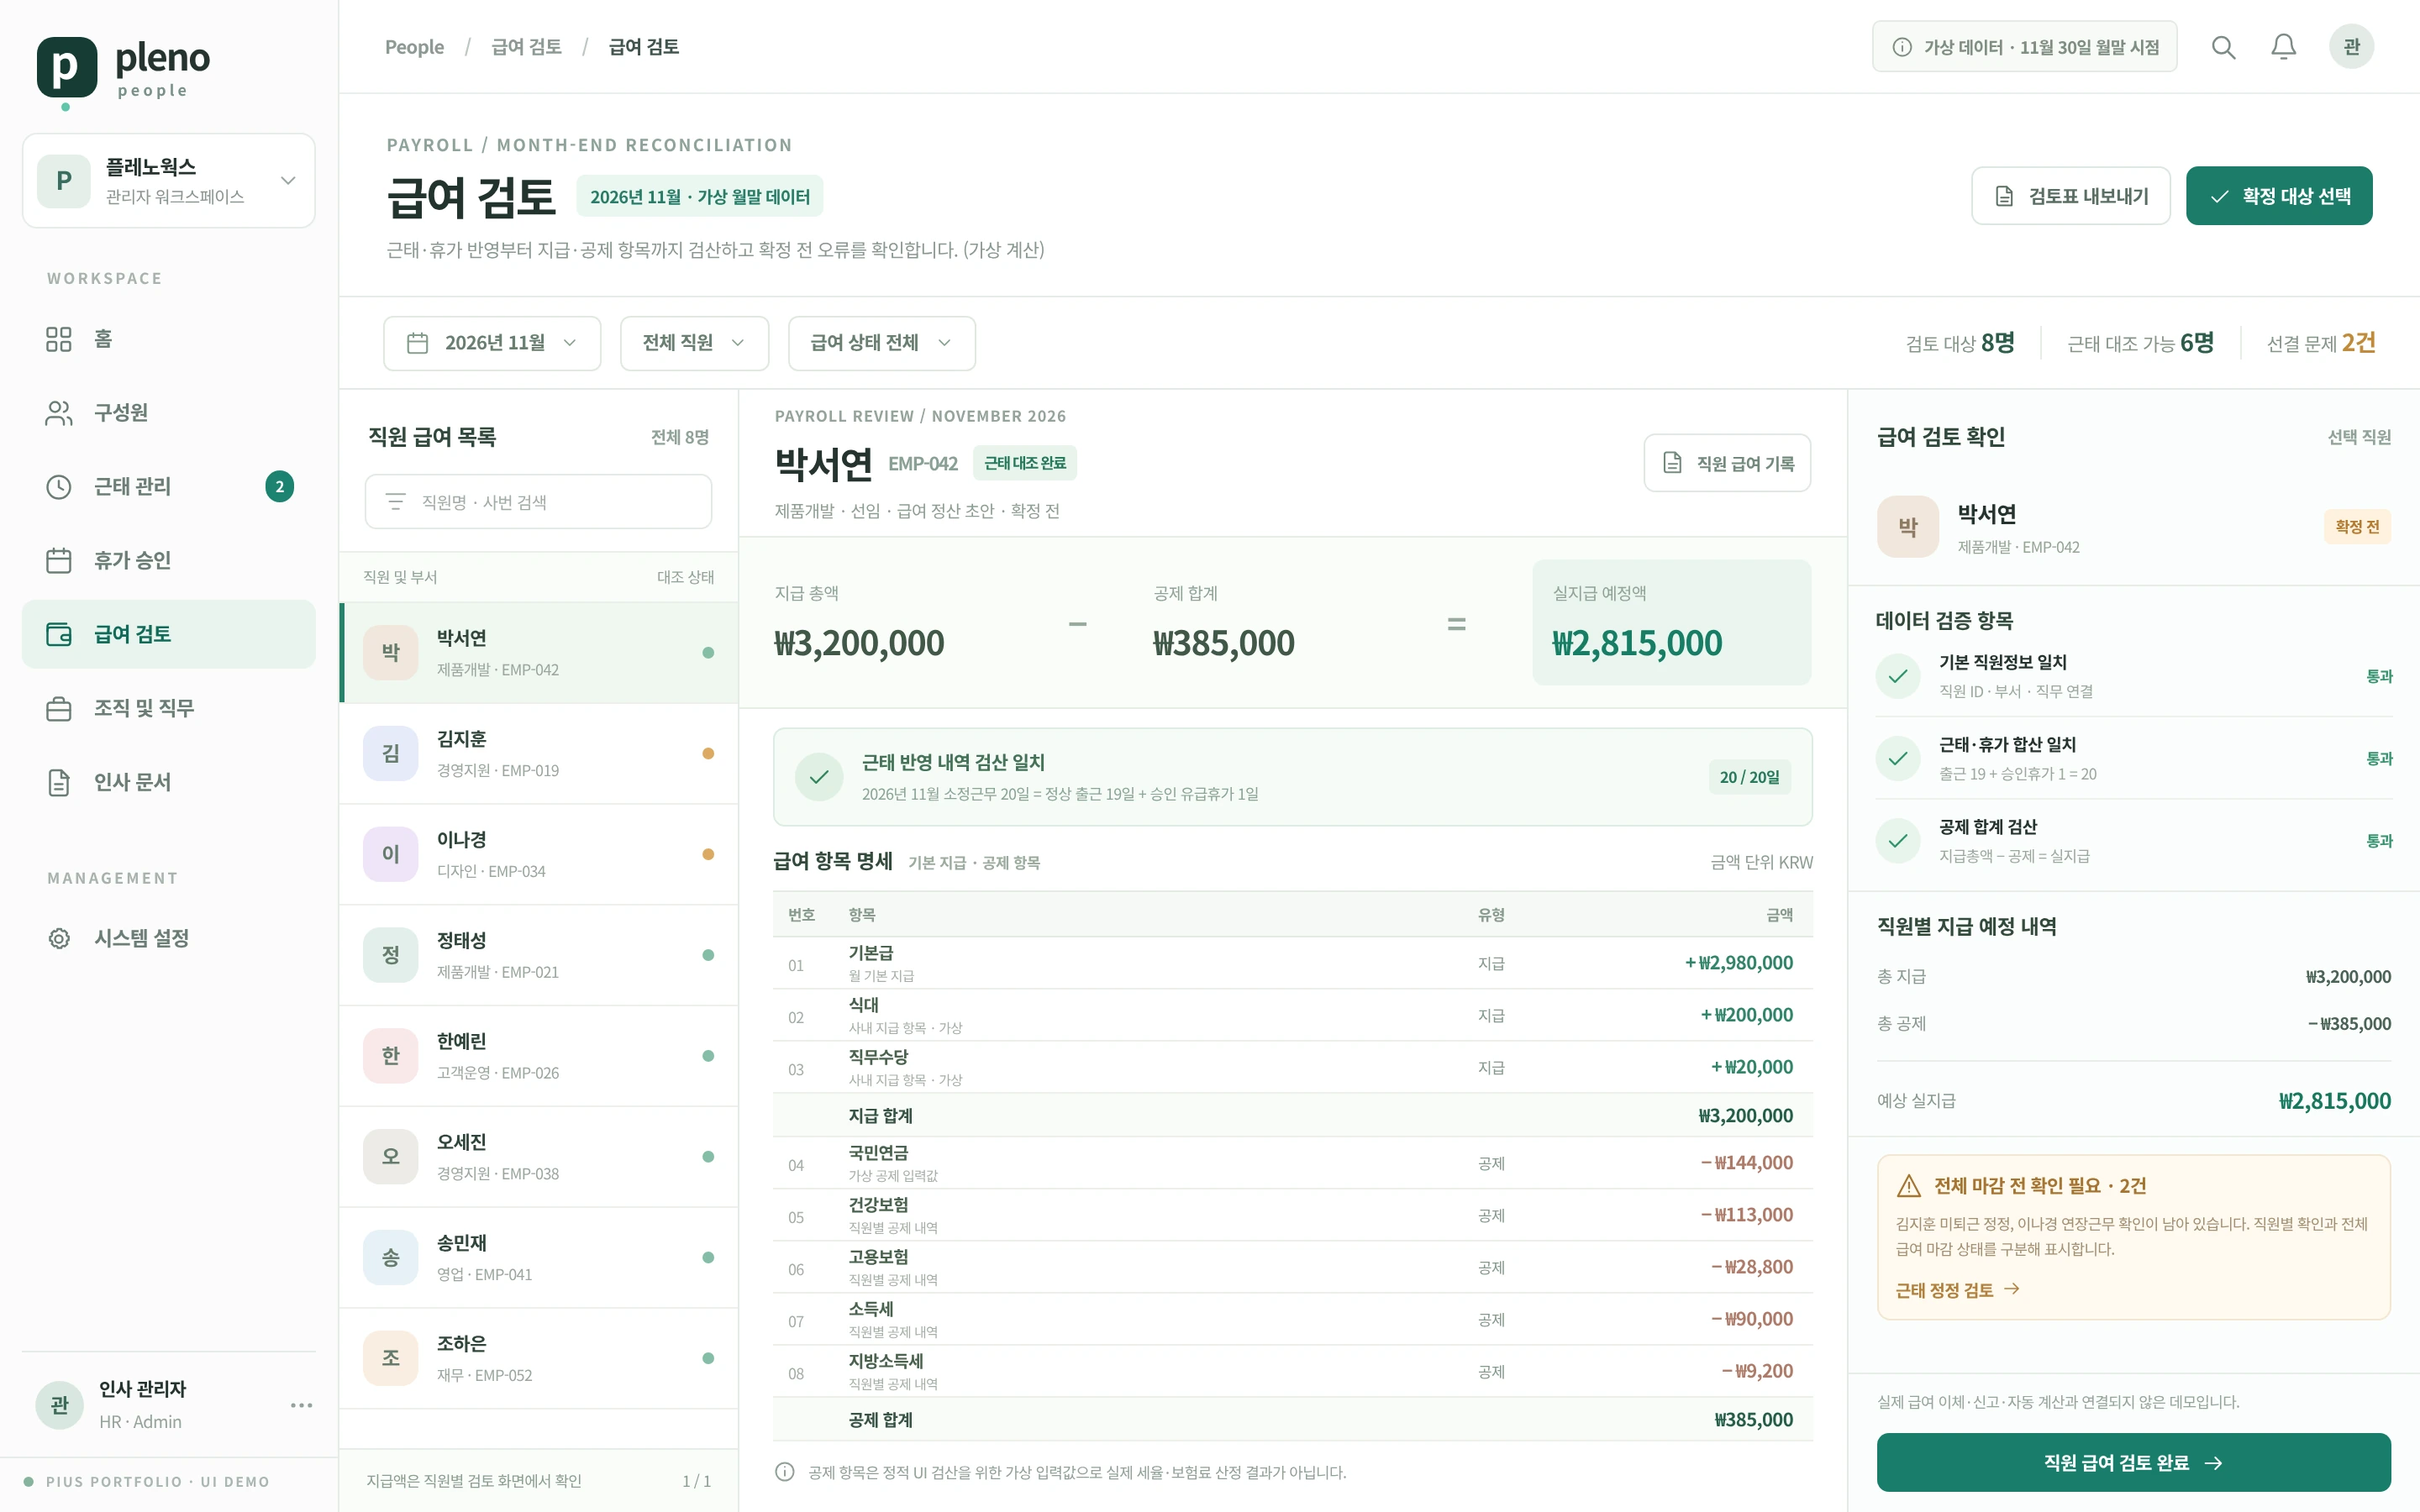 p
pleno
people
P
플레노웍스
관리자 워크스페이스
WORKSPACE
홈
구성원
근태 관리
2
휴가 승인
급여 검토
조직 및 직무
인사 문서
MANAGEMENT
시스템 설정
관
인사 관리자
HR · Admin
PIUS PORTFOLIO · UI DEMO
People / 급여 검토 / 급여 검토
가상 데이터 · 11월 30일 월말 시점
관
PAYROLL / MONTH-END RECONCILIATION
급여 검토
2026년 11월 · 가상 월말 데이터
근태·휴가 반영부터 지급·공제 항목까지 검산하고 확정 전 오류를 확인합니다. (가상 계산)
검토표 내보내기
확정 대상 선택
2026년 11월
전체 직원
급여 상태 전체
검토 대상 8명
근태 대조 가능 6명
선결 문제 2건
직원 급여 목록
전체 8명
직원명 · 사번 검색
직원 및 부서
대조 상태
박
박서연
제품개발 · EMP-042
김
김지훈
경영지원 · EMP-019
이
이나경
디자인 · EMP-034
정
정태성
제품개발 · EMP-021
한
한예린
고객운영 · EMP-026
오
오세진
경영지원 · EMP-038
송
송민재
영업 · EMP-041
조
조하은
재무 · EMP-052
지급액은 직원별 검토 화면에서 확인
1 / 1
PAYROLL REVIEW / NOVEMBER 2026
박서연
EMP-042
근태 대조 완료
직원 급여 기록
제품개발 · 선임 · 급여 정산 초안 · 확정 전
지급 총액
₩3,200,000
−
공제 합계
₩385,000
=
실지급 예정액
₩2,815,000
근태 반영 내역 검산 일치
2026년 11월 소정근무 20일 = 정상 출근 19일 + 승인 유급휴가 1일
20 / 20일
급여 항목 명세
기본 지급 · 공제 항목
금액 단위 KRW
번호 항목 유형 금액
01 기본급 지급 +₩2,980,000
월 기본 지급
02 식대 지급 +₩200,000
사내 지급 항목 · 가상
03 직무수당 지급 +₩20,000
사내 지급 항목 · 가상
지급 합계 ₩3,200,000
04 국민연금 공제 −₩144,000
가상 공제 입력값
05 건강보험 공제 −₩113,000
직원별 공제 내역
06 고용보험 공제 −₩28,800
직원별 공제 내역
07 소득세 공제 −₩90,000
직원별 공제 내역
08 지방소득세 공제 −₩9,200
직원별 공제 내역
공제 합계 ₩385,000
공제 항목은 정적 UI 검산을 위한 가상 입력값으로 실제 세율·보험료 산정 결과가 아닙니다.
급여 검토 확인
선택 직원
박
박서연
제품개발 · EMP-042
확정 전
데이터 검증 항목
기본 직원정보 일치
직원 ID · 부서 · 직무 연결
통과
근태·휴가 합산 일치
출근 19 + 승인휴가 1 = 20
통과
공제 합계 검산
지급총액 − 공제 = 실지급
통과
직원별 지급 예정 내역
총 지급 ₩3,200,000
총 공제 −₩385,000
예상 실지급 ₩2,815,000
전체 마감 전 확인 필요 · 2건
김지훈 미퇴근 정정, 이나경 연장근무 확인이 남아 있습니다. 직원별 확인과 전체
급여 마감 상태를 구분해 표시합니다.
근태 정정 검토 →
실제 급여 이체·신고·자동 계산과 연결되지 않은 데모입니다.
직원 급여 검토 완료 →